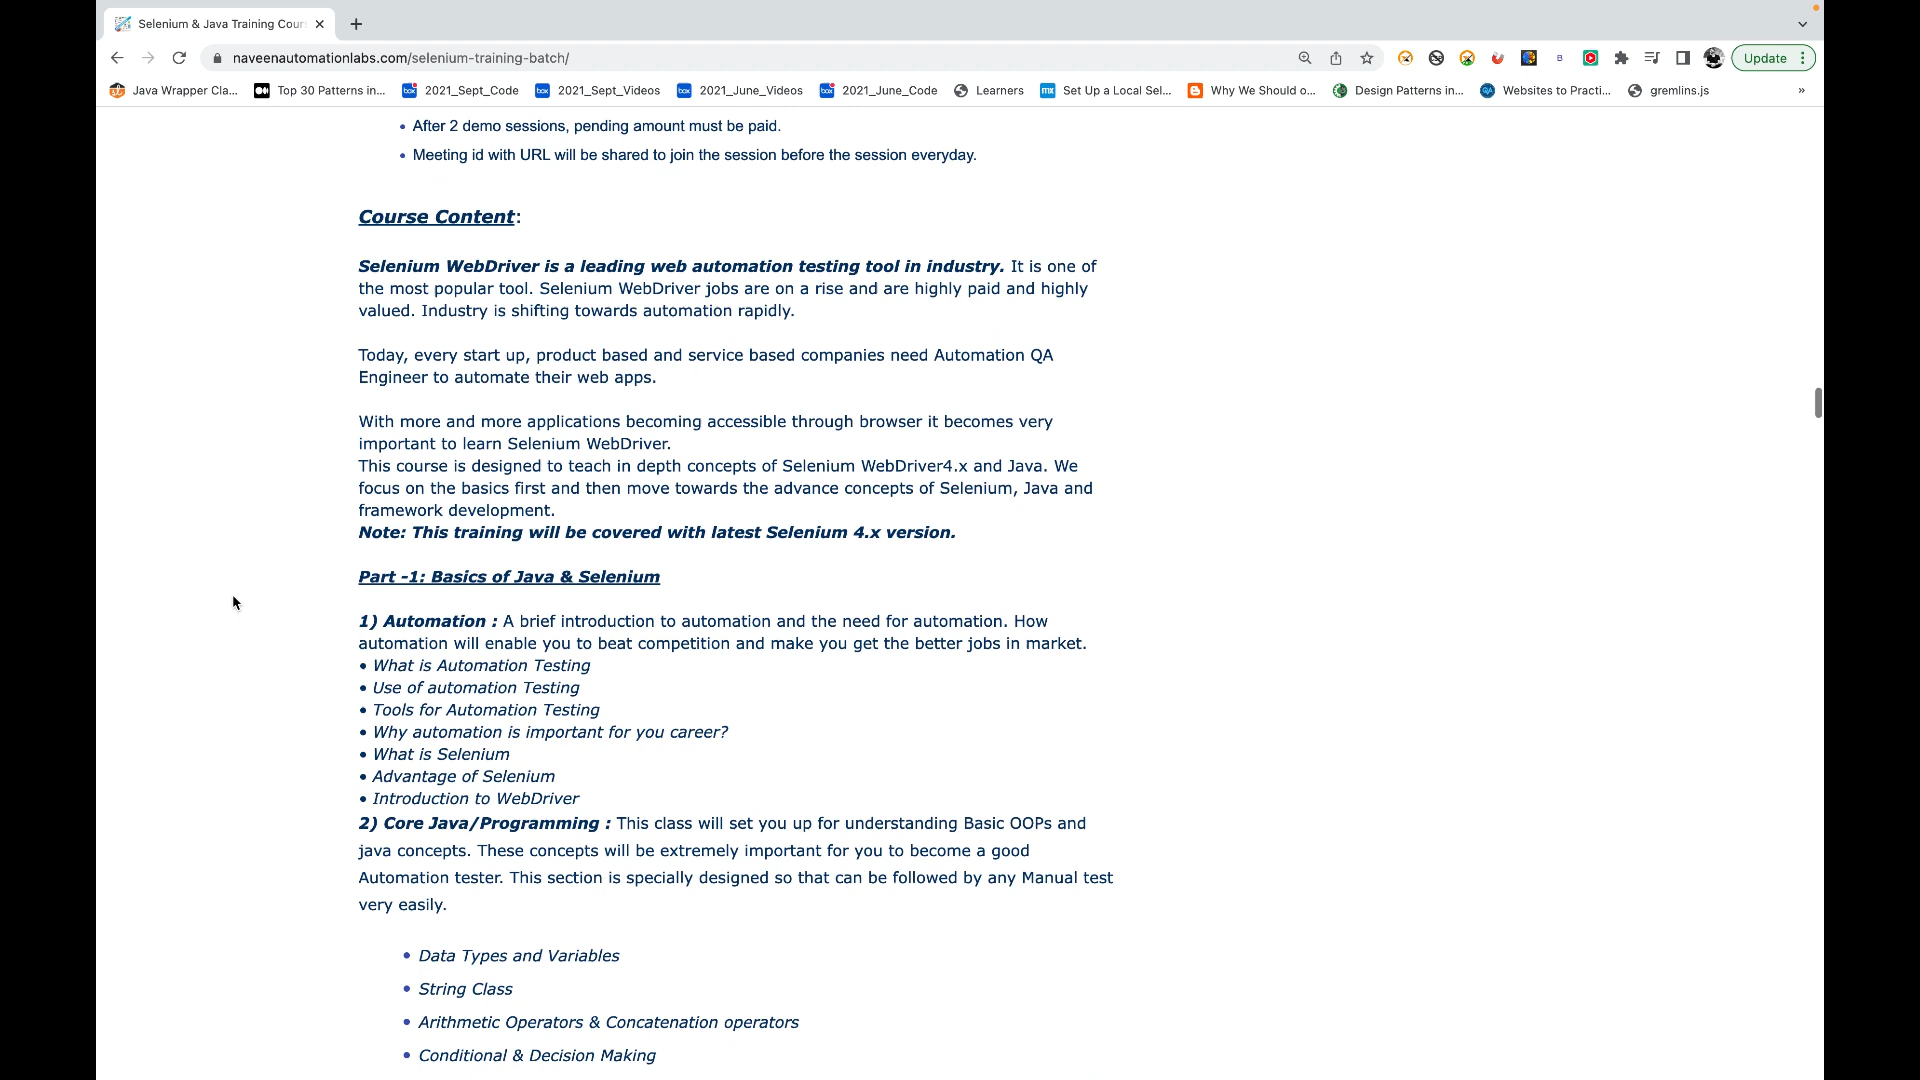 Selenium & Java Training Cour
naveenautomationlabs.com/selenium-training-batch/
Update
Java Wrapper Cla...
Top 30 Patterns in...
2021_Sept_Code
2021_Sept_Videos
2021_June_Videos
2021_June_Code
Learners
Set Up a Local Sel...
Why We Should o...
Design Patterns in...
Websites to Practi...
gremlins.js
»
• After 2 demo sessions, pending amount must be paid.
• Meeting id with URL will be shared to join the session before the session everyday.
Course Content:
Selenium WebDriver is a leading web automation testing tool in industry. It is one of
the most popular tool. Selenium WebDriver jobs are on a rise and are highly paid and highly
valued. Industry is shifting towards automation rapidly.
Today, every start up, product based and service based companies need Automation QA
Engineer to automate their web apps.
With more and more applications becoming accessible through browser it becomes very
important to learn Selenium WebDriver.
This course is designed to teach in depth concepts of Selenium WebDriver4.x and Java. We
focus on the basics first and then move towards the advance concepts of Selenium, Java and
framework development.
Note: This training will be covered with latest Selenium 4.x version.
Part -1: Basics of Java & Selenium
1) Automation : A brief introduction to automation and the need for automation. How
automation will enable you to beat competition and make you get the better jobs in market.
• What is Automation Testing
• Use of automation Testing
• Tools for Automation Testing
• Why automation is important for you career?
• What is Selenium
• Advantage of Selenium
• Introduction to WebDriver
2) Core Java/Programming : This class will set you up for understanding Basic OOPs and
java concepts. These concepts will be extremely important for you to become a good
Automation tester. This section is specially designed so that can be followed by any Manual test
very easily.
• Data Types and Variables
• String Class
• Arithmetic Operators & Concatenation operators
• Conditional & Decision Making